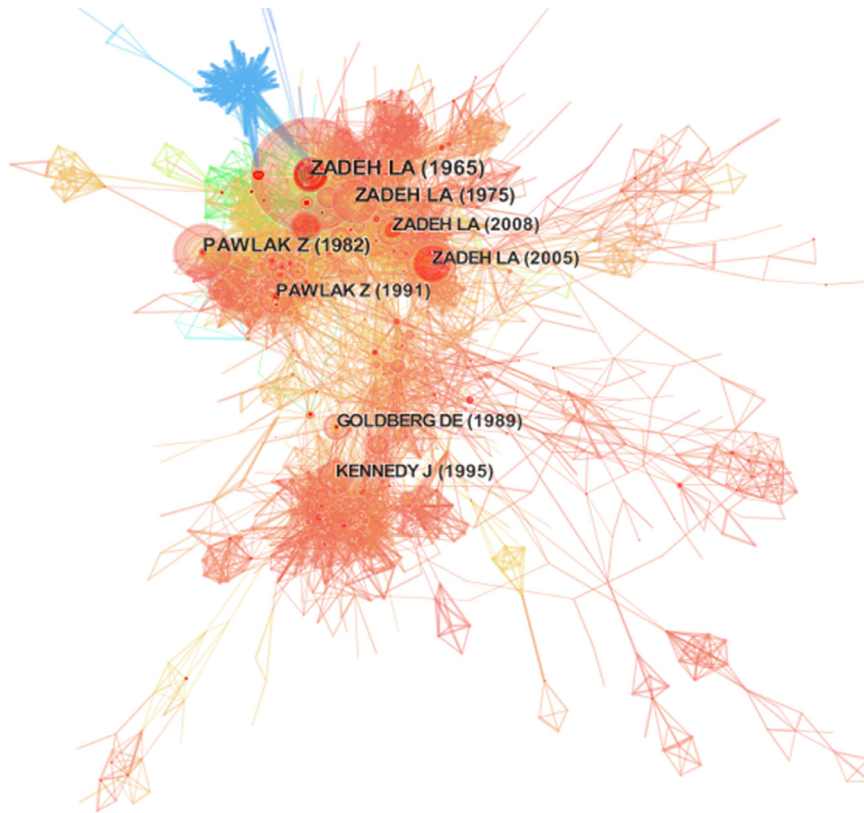 ZADEH LA (1965)
ZADEH LA (1975)
ZADEH LA (2008)
PAWLAK Z (1982)
ZADEH LA (2005)
PAWLAK Z (1991)
GOLDBERG DE (1989)
KENNEDY J (1995)